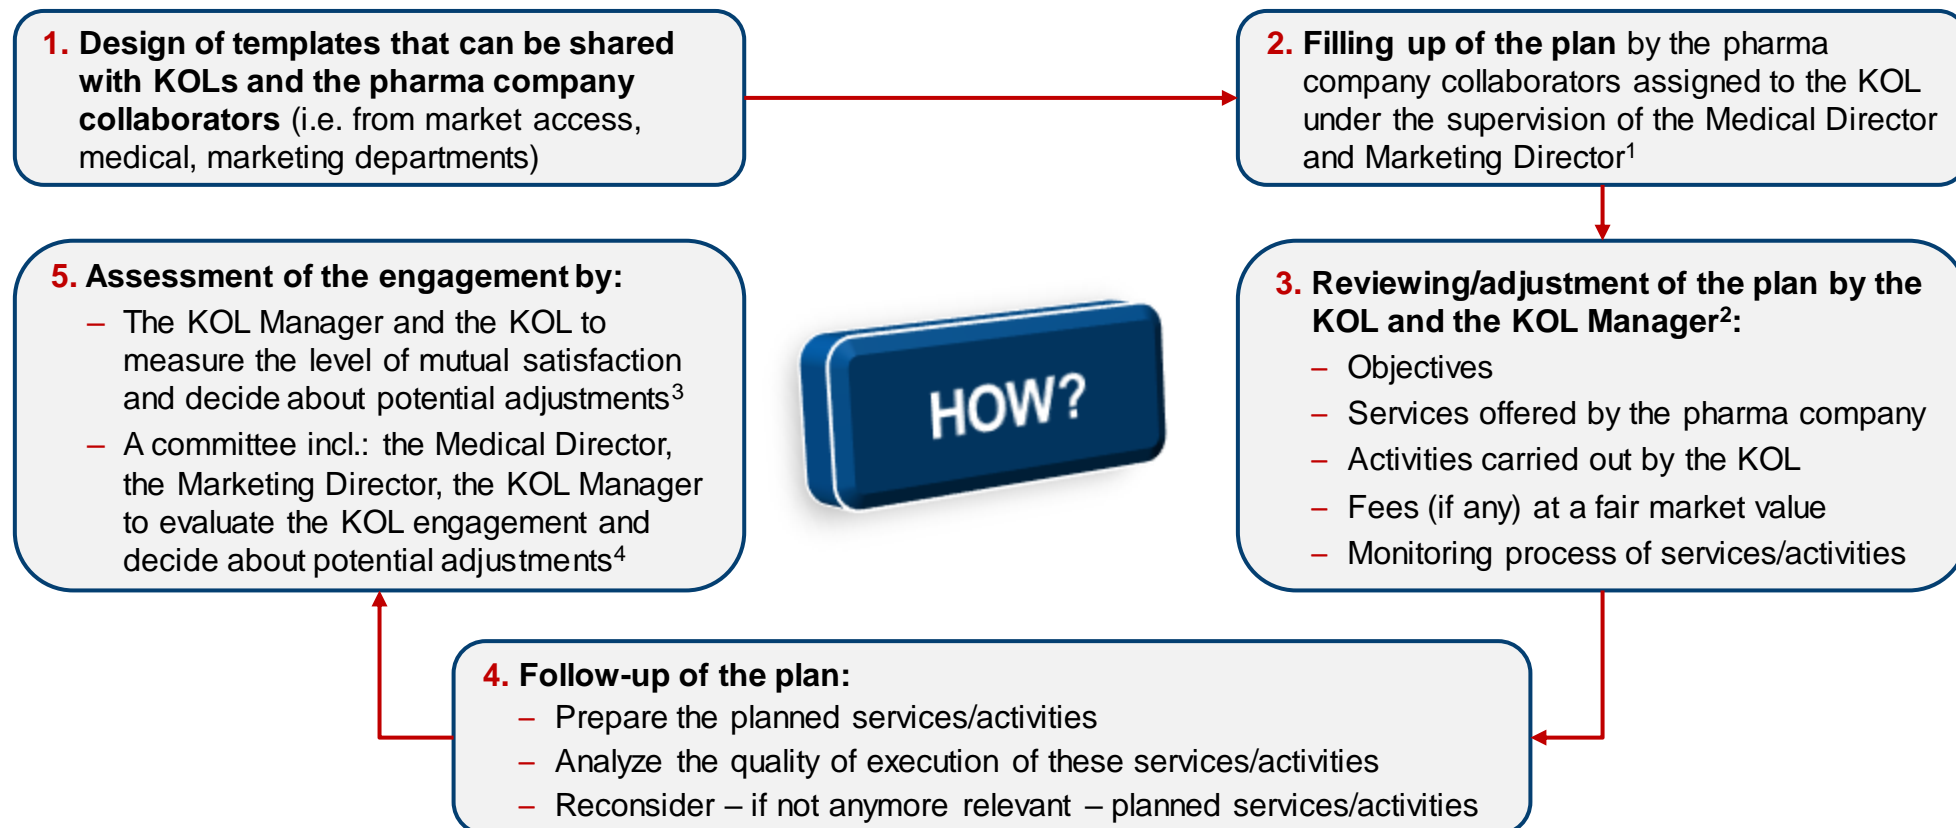 1. Design of templates that can be shared
with KOLs and the pharma company
collaborators (i.e. from market access,
medical, marketing departments)
2. Filling up of the plan by the pharma
company collaborators assigned to the KOL
under the supervision of the Medical Director
and Marketing Director¹
3. Reviewing/adjustment of the plan by the
KOL and the KOL Manager²:
– Objectives
– Services offered by the pharma company
– Activities carried out by the KOL
– Fees (if any) at a fair market value
– Monitoring process of services/activities
HOW?
4. Follow-up of the plan:
– Prepare the planned services/activities
– Analyze the quality of execution of these services/activities
– Reconsider – if not anymore relevant – planned services/activities
5. Assessment of the engagement by:
– The KOL Manager and the KOL to
measure the level of mutual satisfaction
and decide about potential adjustments³
– A committee incl.: the Medical Director,
the Marketing Director, the KOL Manager
to evaluate the KOL engagement and
decide about potential adjustments⁴